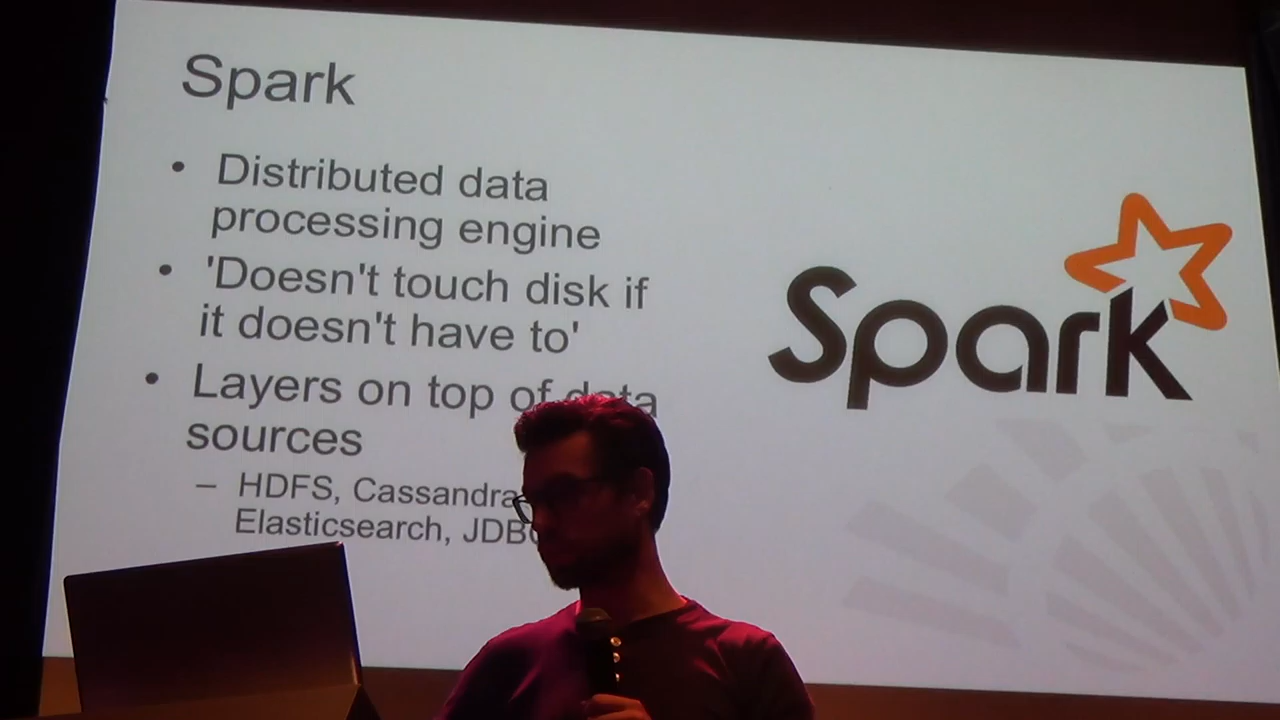 Spark
• Distributed data
processing engine
• 'Doesn't touch disk if
it doesn't have to'
• Layers on top of data
sources
– HDFS, Cassandra
Elasticsearch,
Spark